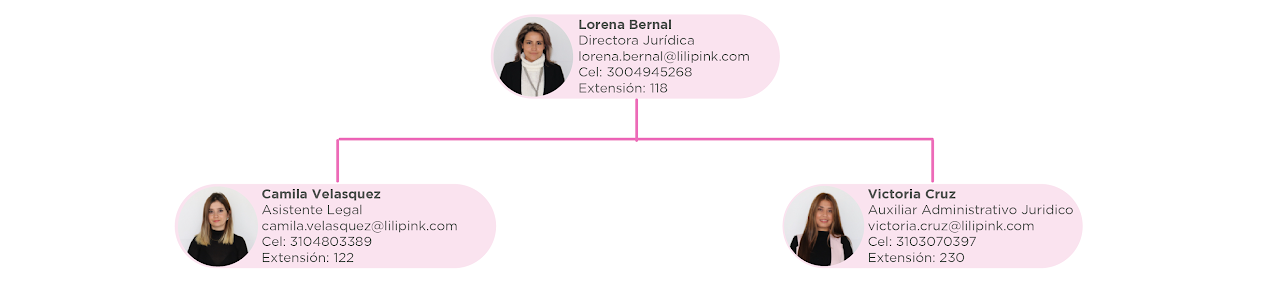 Lorena Bernal
Directora Jurídica
lorena.bernal@lilipink.com
Cel: 3004945268
Extensión: 118
Camila Velasquez
Asistente Legal
camila.velasquez@lilipink.com
Cel: 3104803389
Extensión: 122
Victoria Cruz
Auxiliar Administrativo Juridico
victoria.cruz@lilipink.com
Cel: 3103070397
Extensión: 230